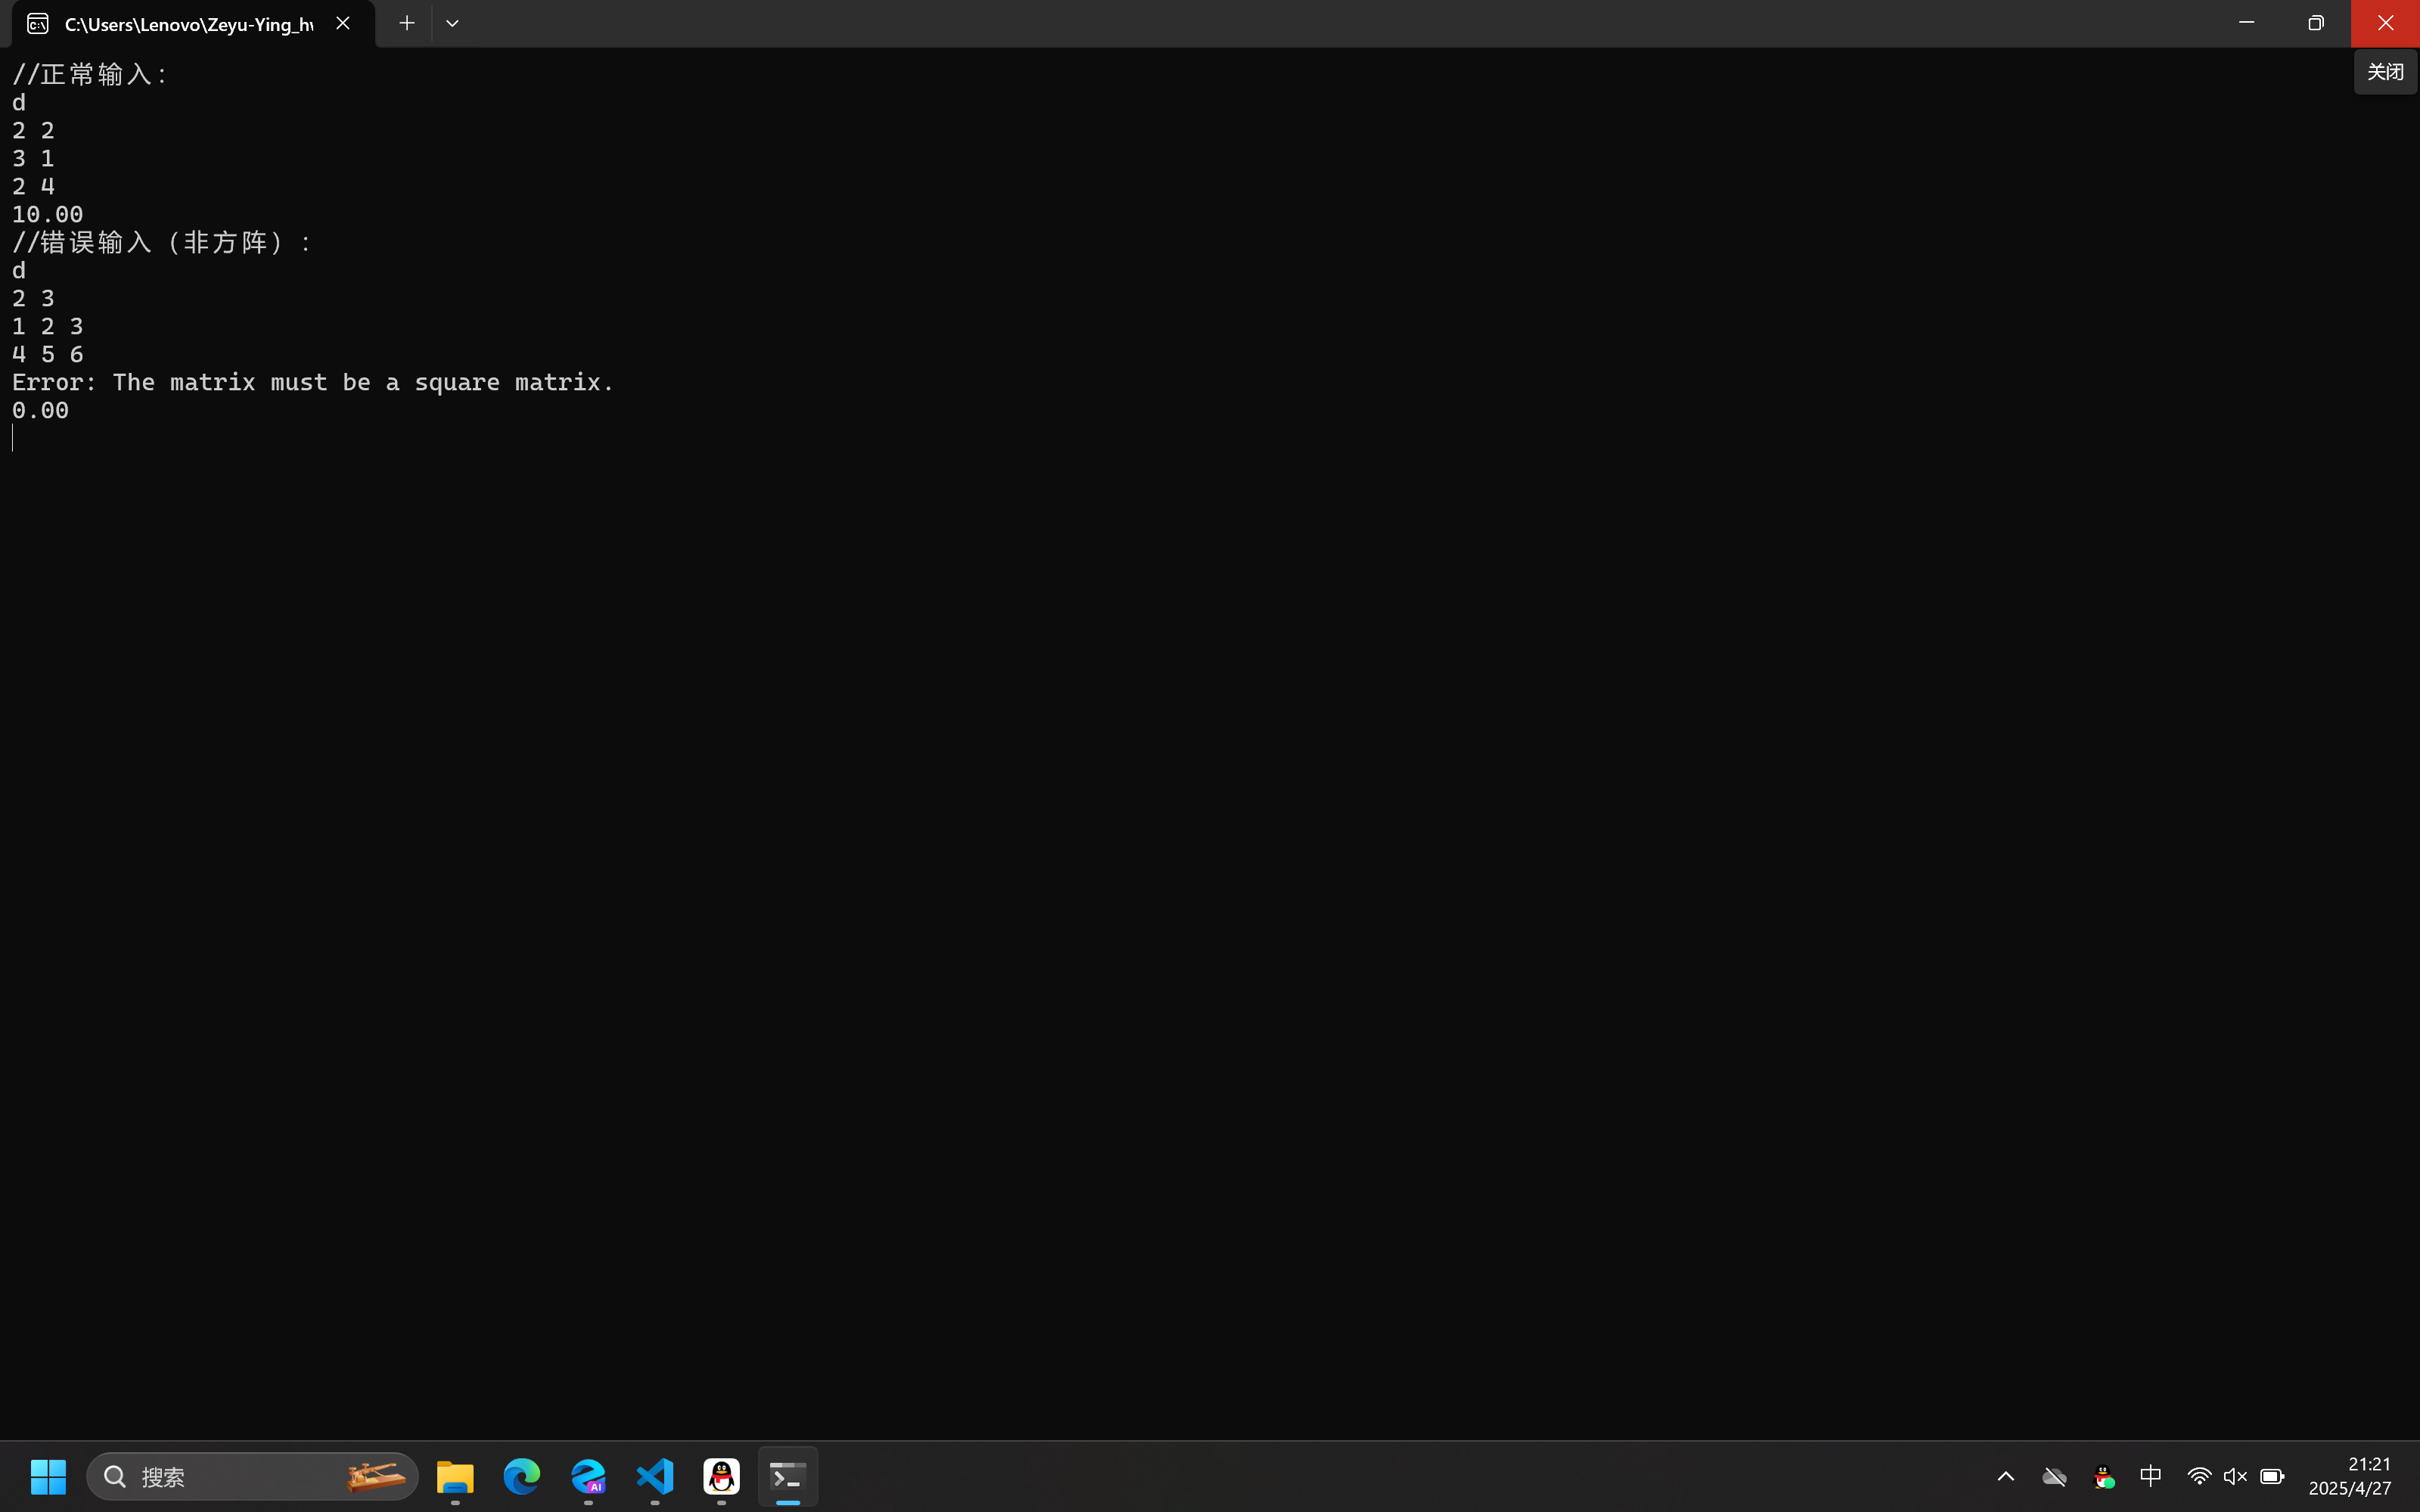 C:\Users\Lenovo\Zeyu-Ying_hv
关闭
//正常输入：
d
2 2
3 1
2 4
10.00
//错误输入（非方阵）：
d
2 3
1 2 3
4 5 6
Error: The matrix must be a square matrix.
0.00
搜索
AI
中
21:21
2025/4/27